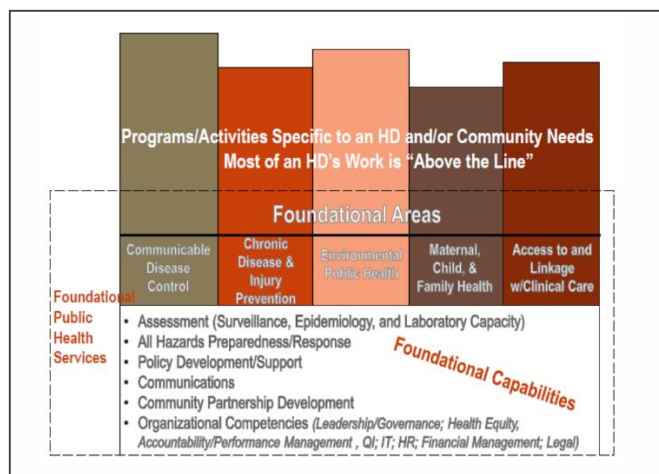 Programs/Activities Specific to an HD and/or Community Needs
Most of an HD's Work is “Above the Line”
Foundational Areas
Communicable
Disease
Control
Chronic
Disease &
Injury
Prevention
Environmental
Public Health
Maternal,
Child, &
Family Health
Access to and
Linkage
w/Clinical Care
Foundational
Public
Health
Services
• Assessment (Surveillance, Epidemiology, and Laboratory Capacity)
• All Hazards Preparedness/Response
• Policy Development/Support
• Communications
• Community Partnership Development
• Organizational Competencies (Leadership/Governance; Health Equity,
Accountability/Performance Management , QI; IT; HR; Financial Management; Legal)
Foundational Capabilities